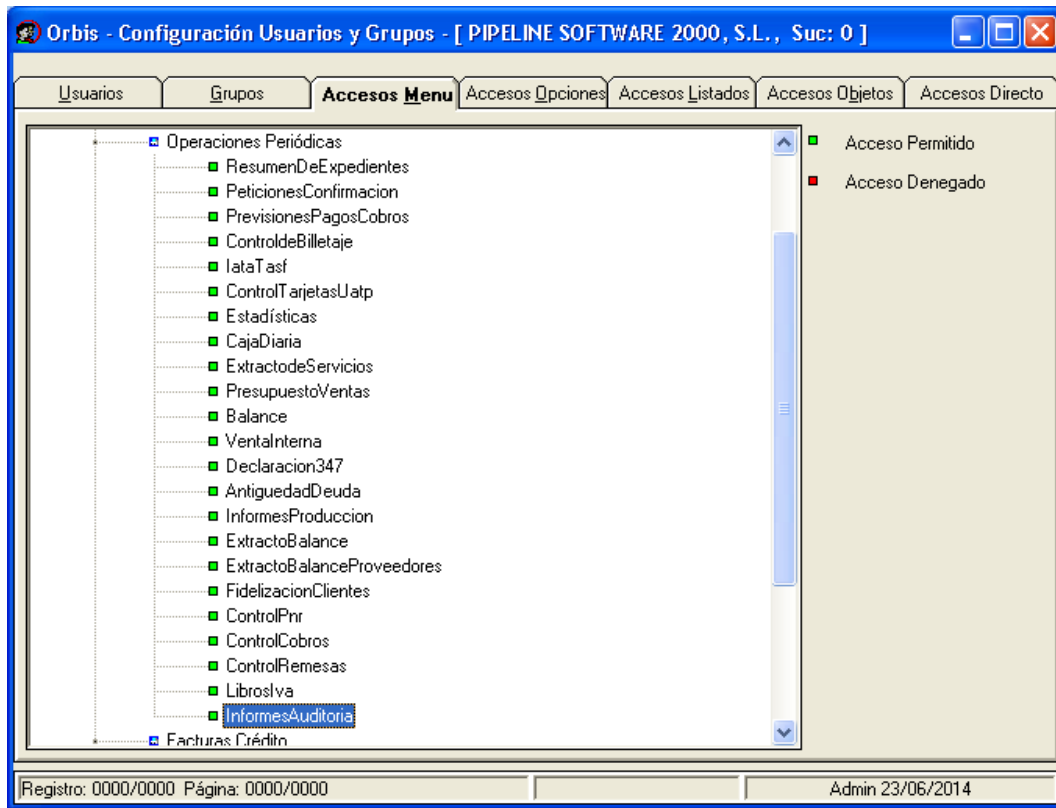 Orbis - Configuración Usuarios y Grupos - [ PIPELINE SOFTWARE 2000, S.L., Suc: 0 ]
Usuarios Grupos Accesos Menu Accesos Opciones Accesos Listados Accesos Objetos Accesos Directo
Operaciones Periódicas
ResumenDeExpedientes
PeticionesConfirmacion
PrevisionesPagosCobros
ControldeBilletaje
IataTasf
ControlTarjetasUatp
Estadísticas
CajaDiaria
ExtractodeServicios
PresupuestoVentas
Balance
VentaInterna
Declaracion347
AntiguedadDeuda
InformesProduccion
ExtractoBalance
ExtractoBalanceProveedores
FidelizacionClientes
ControlPnr
ControlCobros
ControlRemesas
LibrosIva
InformesAuditoria
Facturas Crédito
Acceso Permitido
Acceso Denegado
Registro: 0000/0000 Página: 0000/0000
Admin 23/06/2014